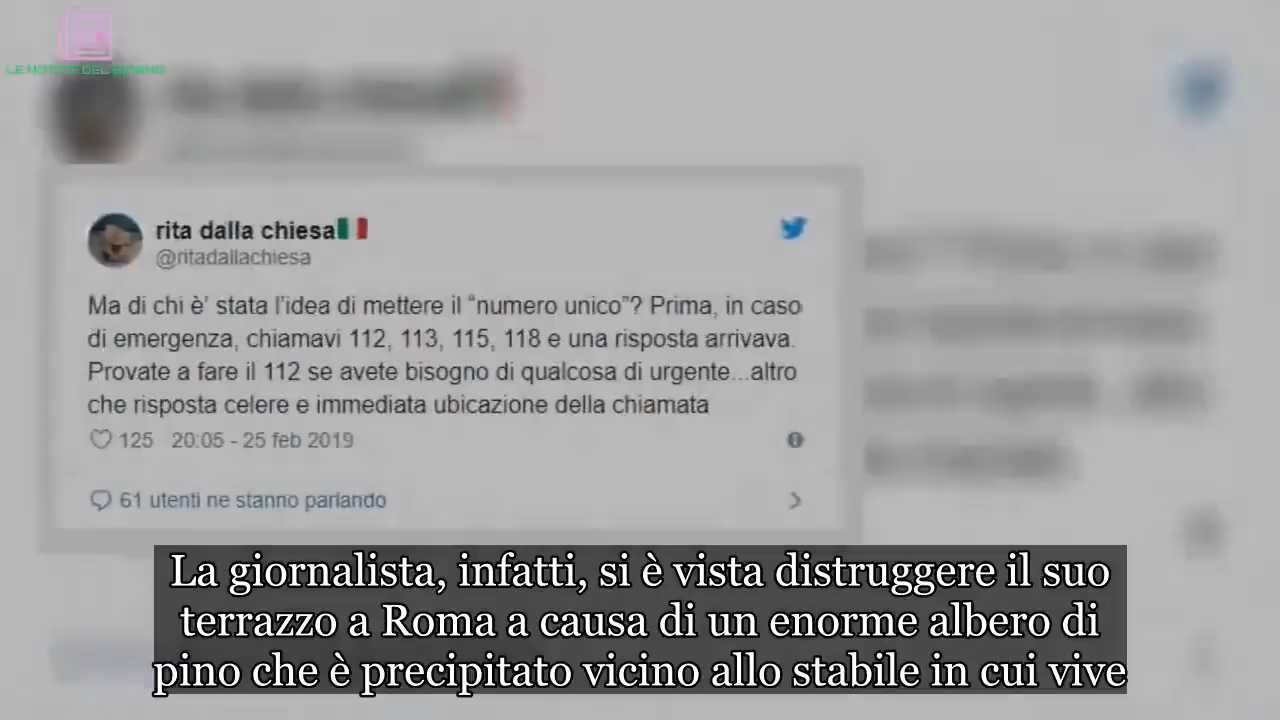 LE NOTIZIE DEL GIORNO
rita dalla chiesa
@ritadallachiesa
Ma di chi è' stata l'idea di mettere il “numero unico”? Prima, in caso
di emergenza, chiamavi 112, 113, 115, 118 e una risposta arrivava.
Provate a fare il 112 se avete bisogno di qualcosa di urgente...altro
che risposta celere e immediata ubicazione della chiamata
125 20:05 - 25 feb 2019
61 utenti ne stanno parlando
La giornalista, infatti, si è vista distruggere il suo
terrazzo a Roma a causa di un enorme albero di
pino che è precipitato vicino allo stabile in cui vive